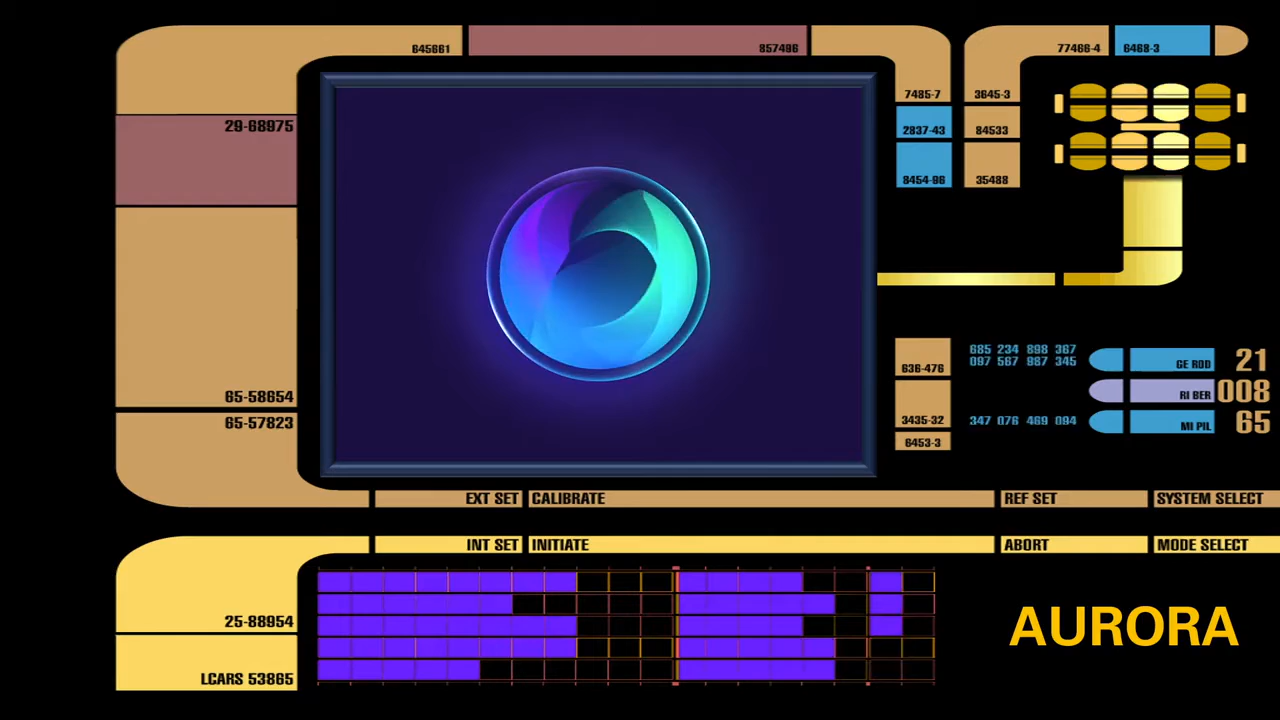 645661
857496
77466-4
6468-3
7485-7
3645-3
29-68975
2837-43
84533
8454-96
35488
685 234 898 367
097 567 987 345
636-476
GE ROD
21
RI BER
008
65-58654
3435-32
347 076 469 094
MI PIL
65
65-57823
6453-3
EXT SET
CALIBRATE
REF SET
SYSTEM SELECT
INT SET
INITIATE
ABORT
MODE SELECT
25-88954
AURORA
LCARS 53865